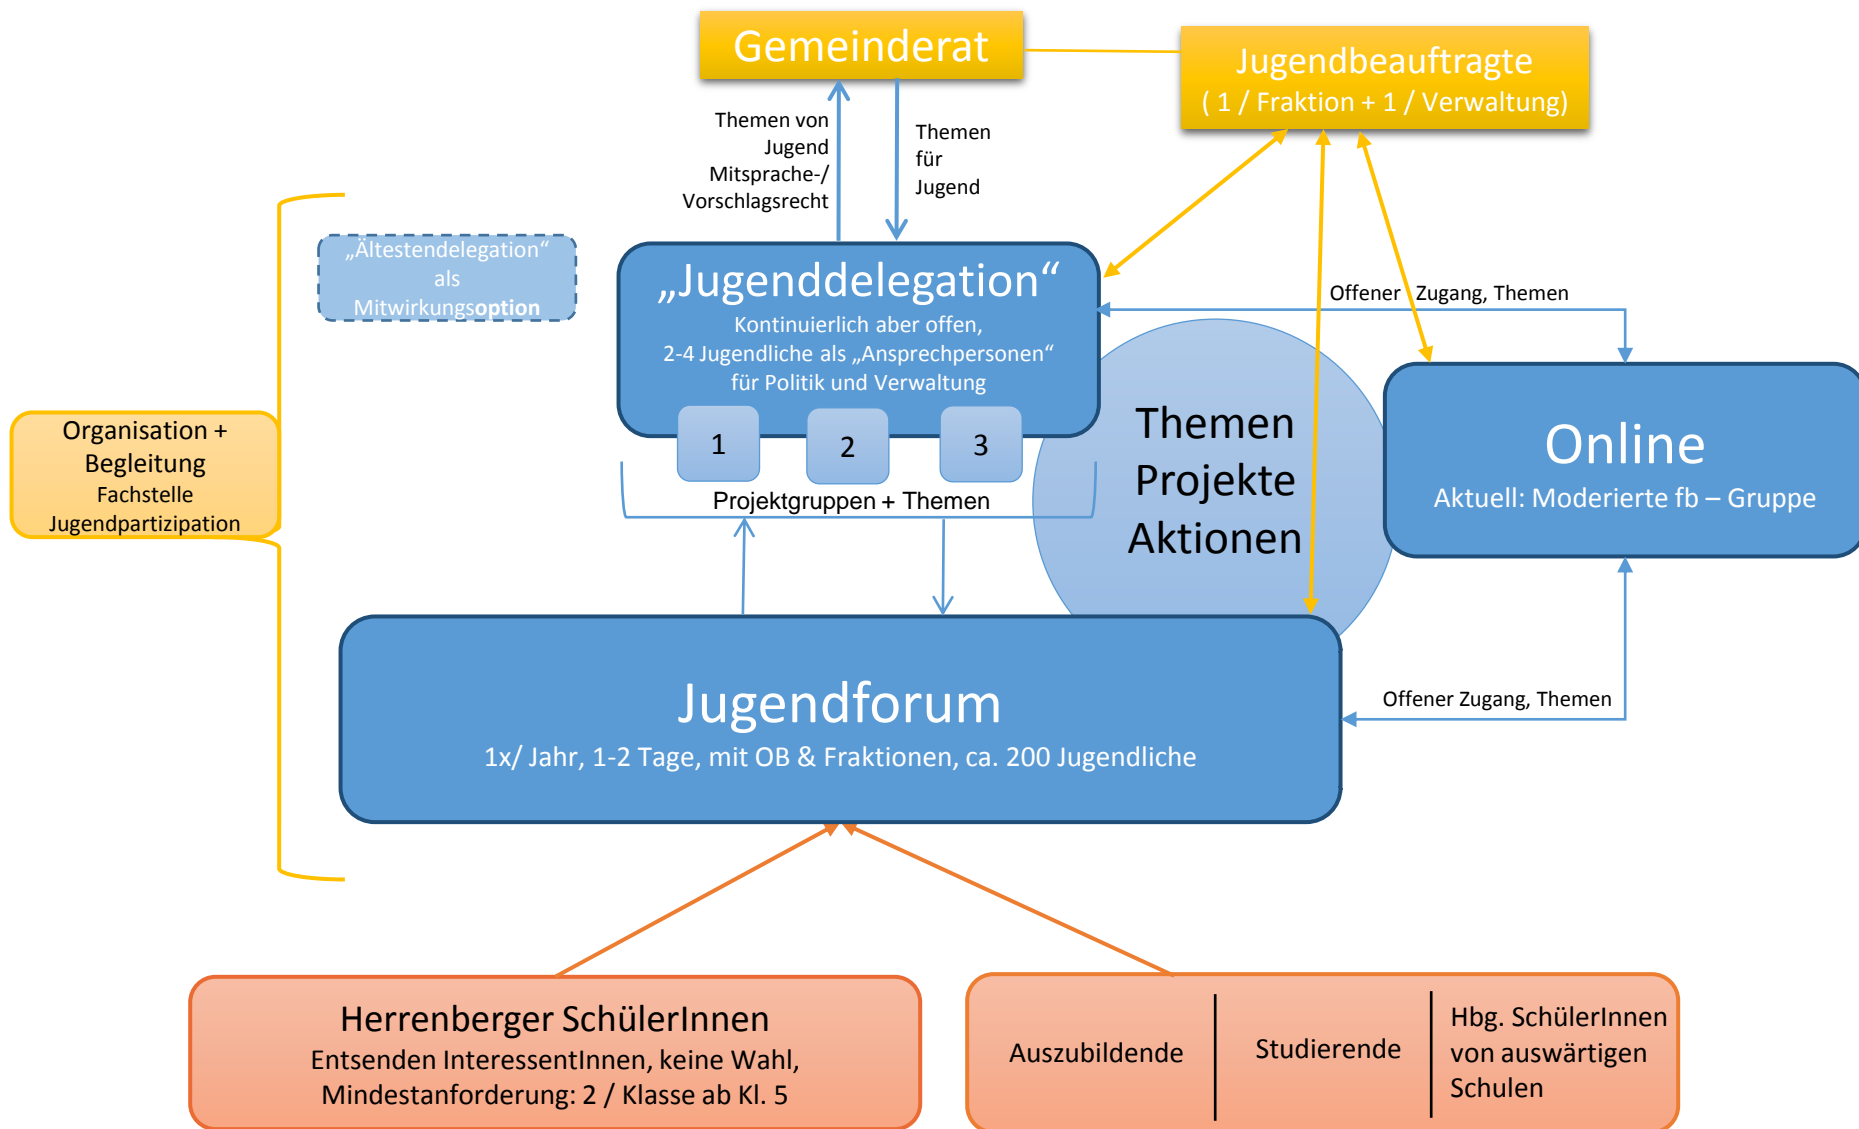 Gemeinderat
Jugendbeauftragte
( 1 / Fraktion + 1 / Verwaltung)
Themen von
Jugend
Mitsprache-/
Vorschlagsrecht
Themen
für
Jugend
„Ältestendelegation“
als
Mitwirkungsoption
„Jugenddelegation“
Kontinuierlich aber offen,
2-4 Jugendliche als „Ansprechpersonen“
für Politik und Verwaltung
1
2
3
Projektgruppen + Themen
Offener Zugang, Themen
Themen
Projekte
Aktionen
Online
Aktuell: Moderierte fb – Gruppe
Organisation +
Begleitung
Fachstelle
Jugendpartizipation
Jugendforum
1x/ Jahr, 1-2 Tage, mit OB & Fraktionen, ca. 200 Jugendliche
Offener Zugang, Themen
Herrenberger SchülerInnen
Entsenden InteressentInnen, keine Wahl,
Mindestanforderung: 2 / Klasse ab Kl. 5
Auszubildende
Studierende
Hbg. SchülerInnen
von auswärtigen
Schulen